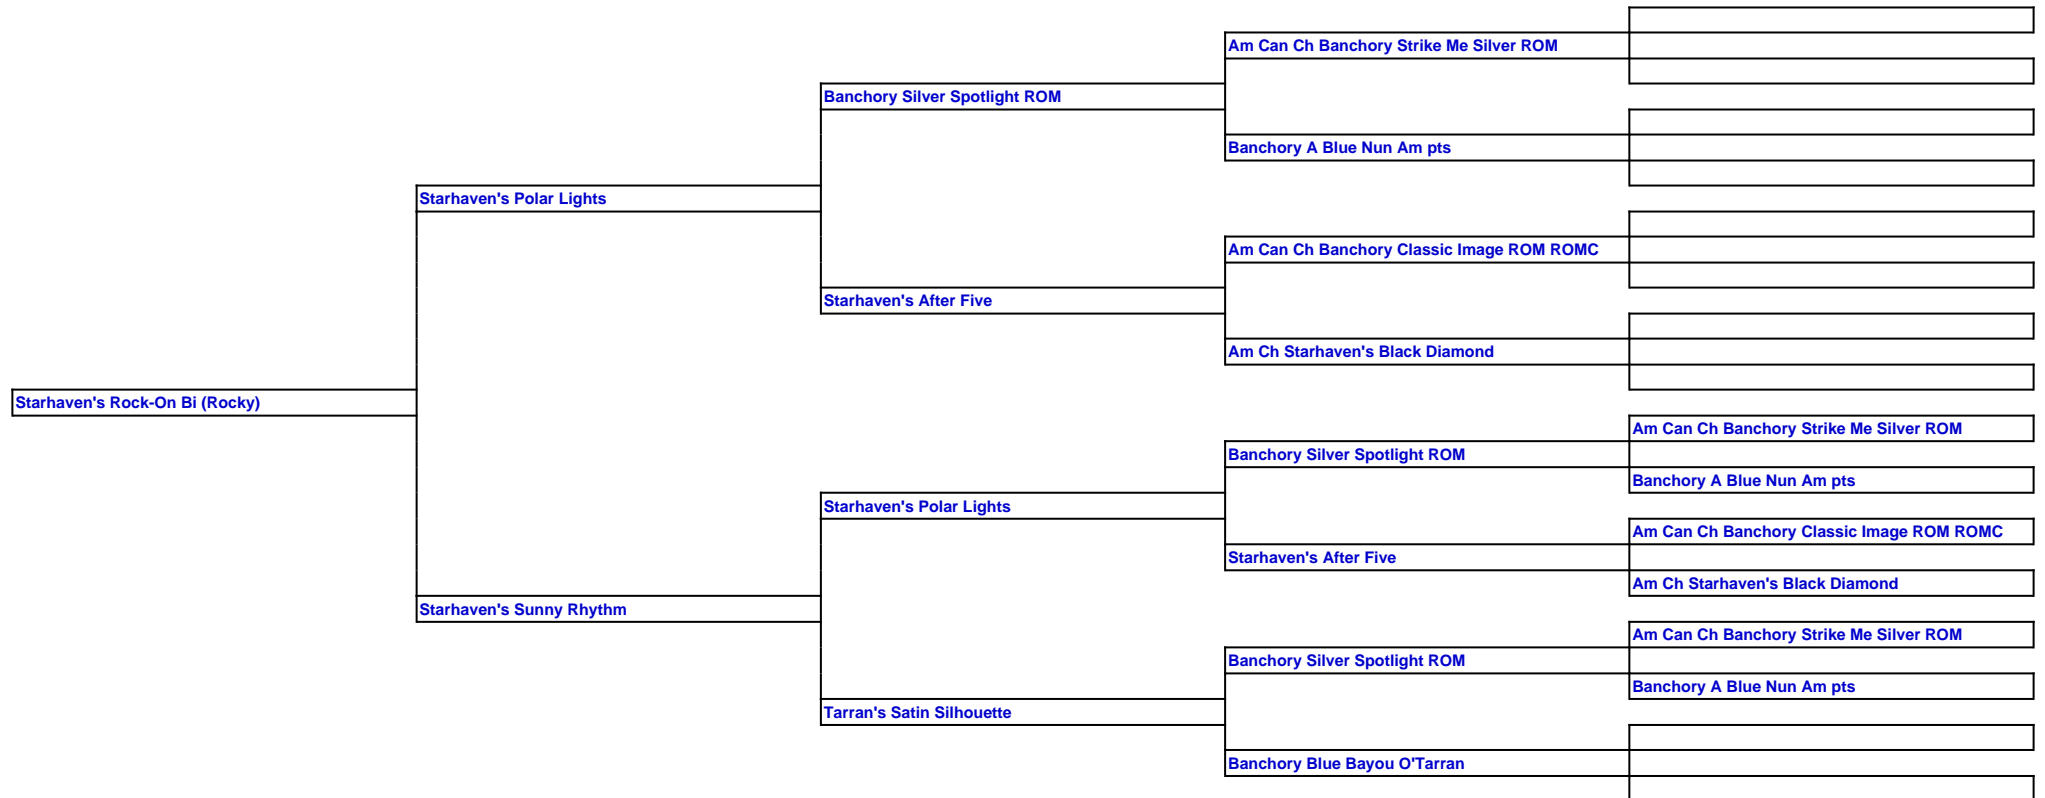 Am Can Ch Banchory Strike Me Silver ROM
Banchory Silver Spotlight ROM
Banchory A Blue Nun Am pts
Starhaven's Polar Lights
Am Can Ch Banchory Classic Image ROM ROMC
Starhaven's After Five
Am Ch Starhaven's Black Diamond
Starhaven's Rock-On Bi (Rocky)
Am Can Ch Banchory Strike Me Silver ROM
Banchory Silver Spotlight ROM
Banchory A Blue Nun Am pts
Starhaven's Polar Lights
Am Can Ch Banchory Classic Image ROM ROMC
Starhaven's After Five
Am Ch Starhaven's Black Diamond
Starhaven's Sunny Rhythm
Am Can Ch Banchory Strike Me Silver ROM
Banchory Silver Spotlight ROM
Banchory A Blue Nun Am pts
Tarran's Satin Silhouette
Banchory Blue Bayou O'Tarran